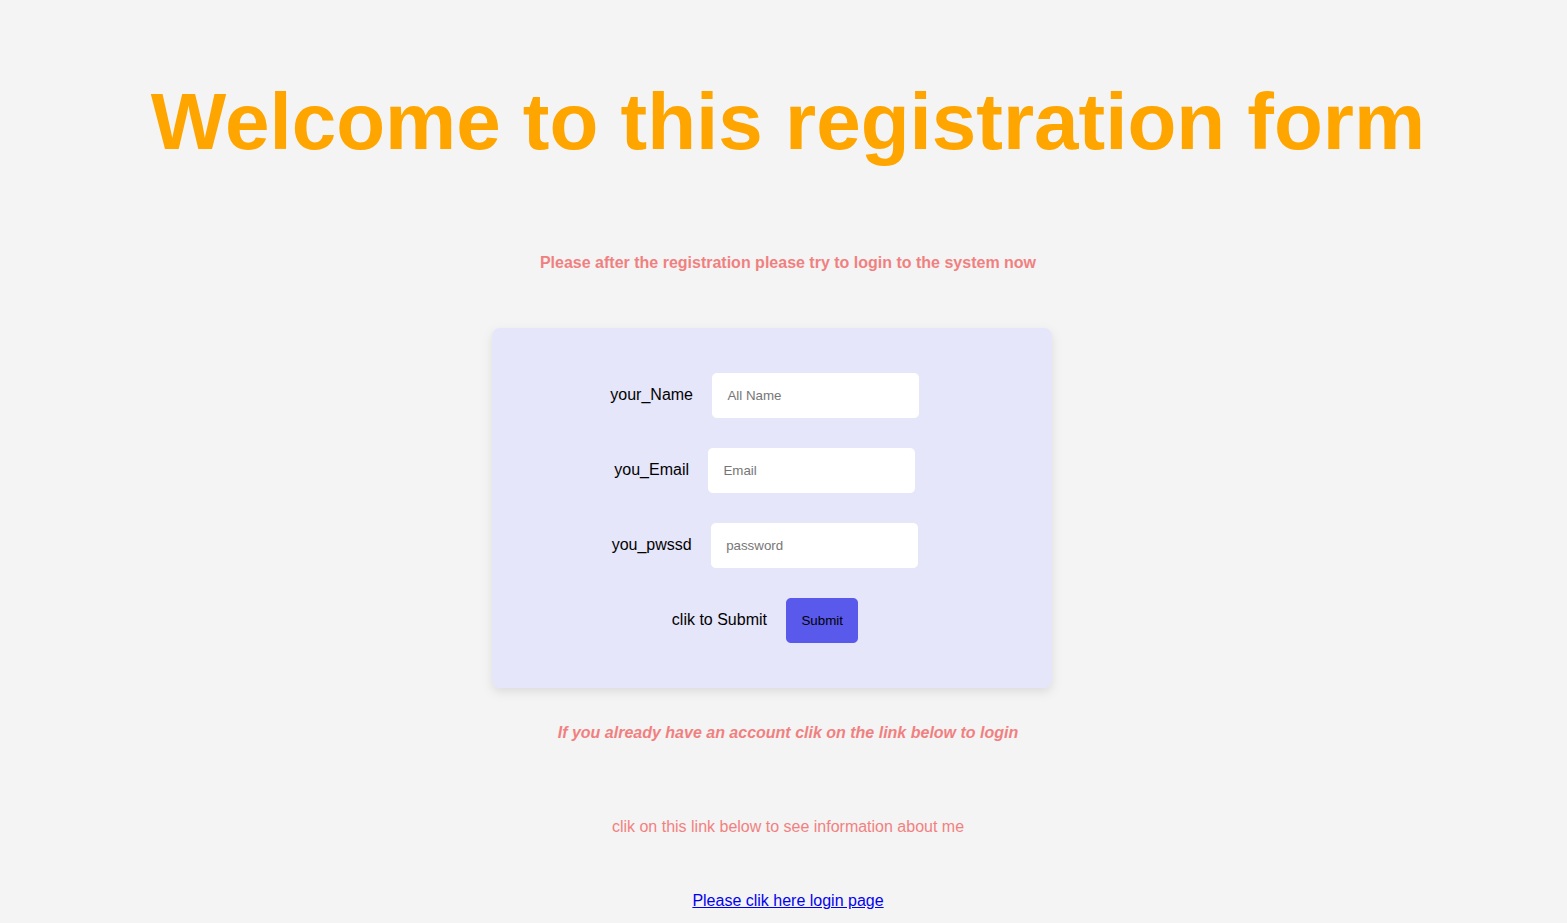 Welcome to this registration form
Please after the registration please try to login to the system now
your_Name All Name
you_Email Email
you_pwssd password
clik to Submit Submit
If you already have an account clik on the link below to login
clik on this link below to see information about me
Please clik here login page